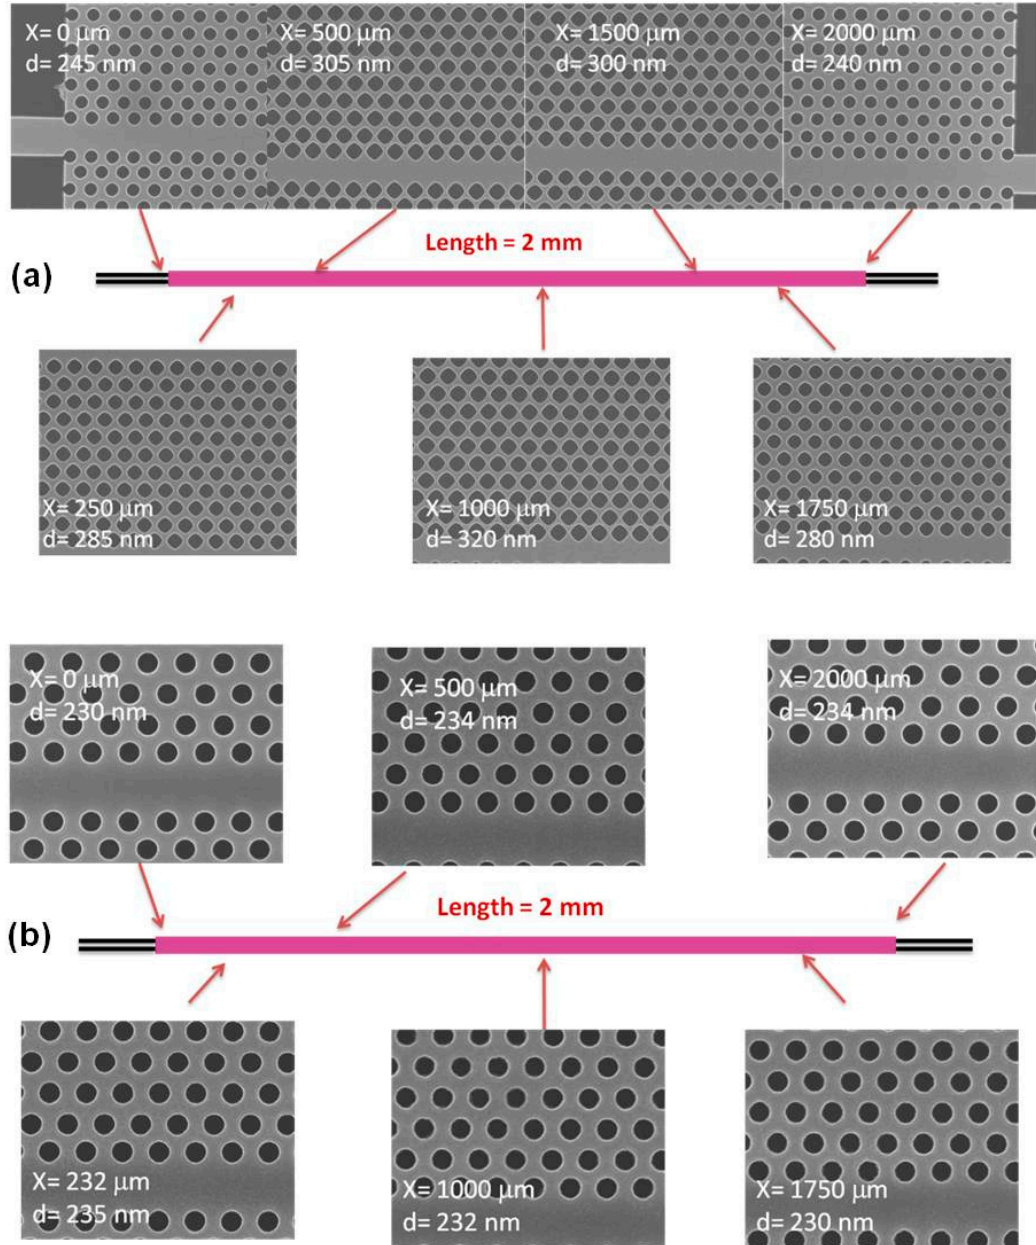 X= 0 μm
d= 245 nm
X= 500 μm
d= 305 nm
X= 1500 μm
d= 300 nm
X= 2000 μm
d= 240 nm
Length = 2 mm
(a)
X= 250 μm
d= 285 nm
X= 1000 μm
d= 320 nm
X= 1750 μm
d= 280 nm
X= 0 μm
d= 230 nm
X= 500 μm
d= 234 nm
X= 2000 μm
d= 234 nm
Length = 2 mm
(b)
X= 232 μm
d= 235 nm
X= 1000 μm
d= 232 nm
X= 1750 μm
d= 230 nm